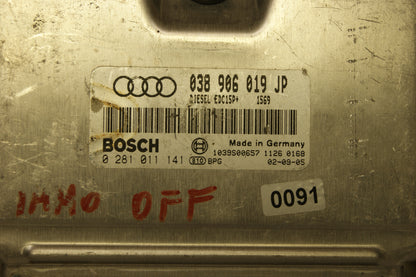 038 906 019 JP
DIESEL EDC15P+ 1569
BOSCH
Made in Germany
1039S00657 1126 0168
0 281 011 141 BPG 02-09-05
IMMO OFF
0091